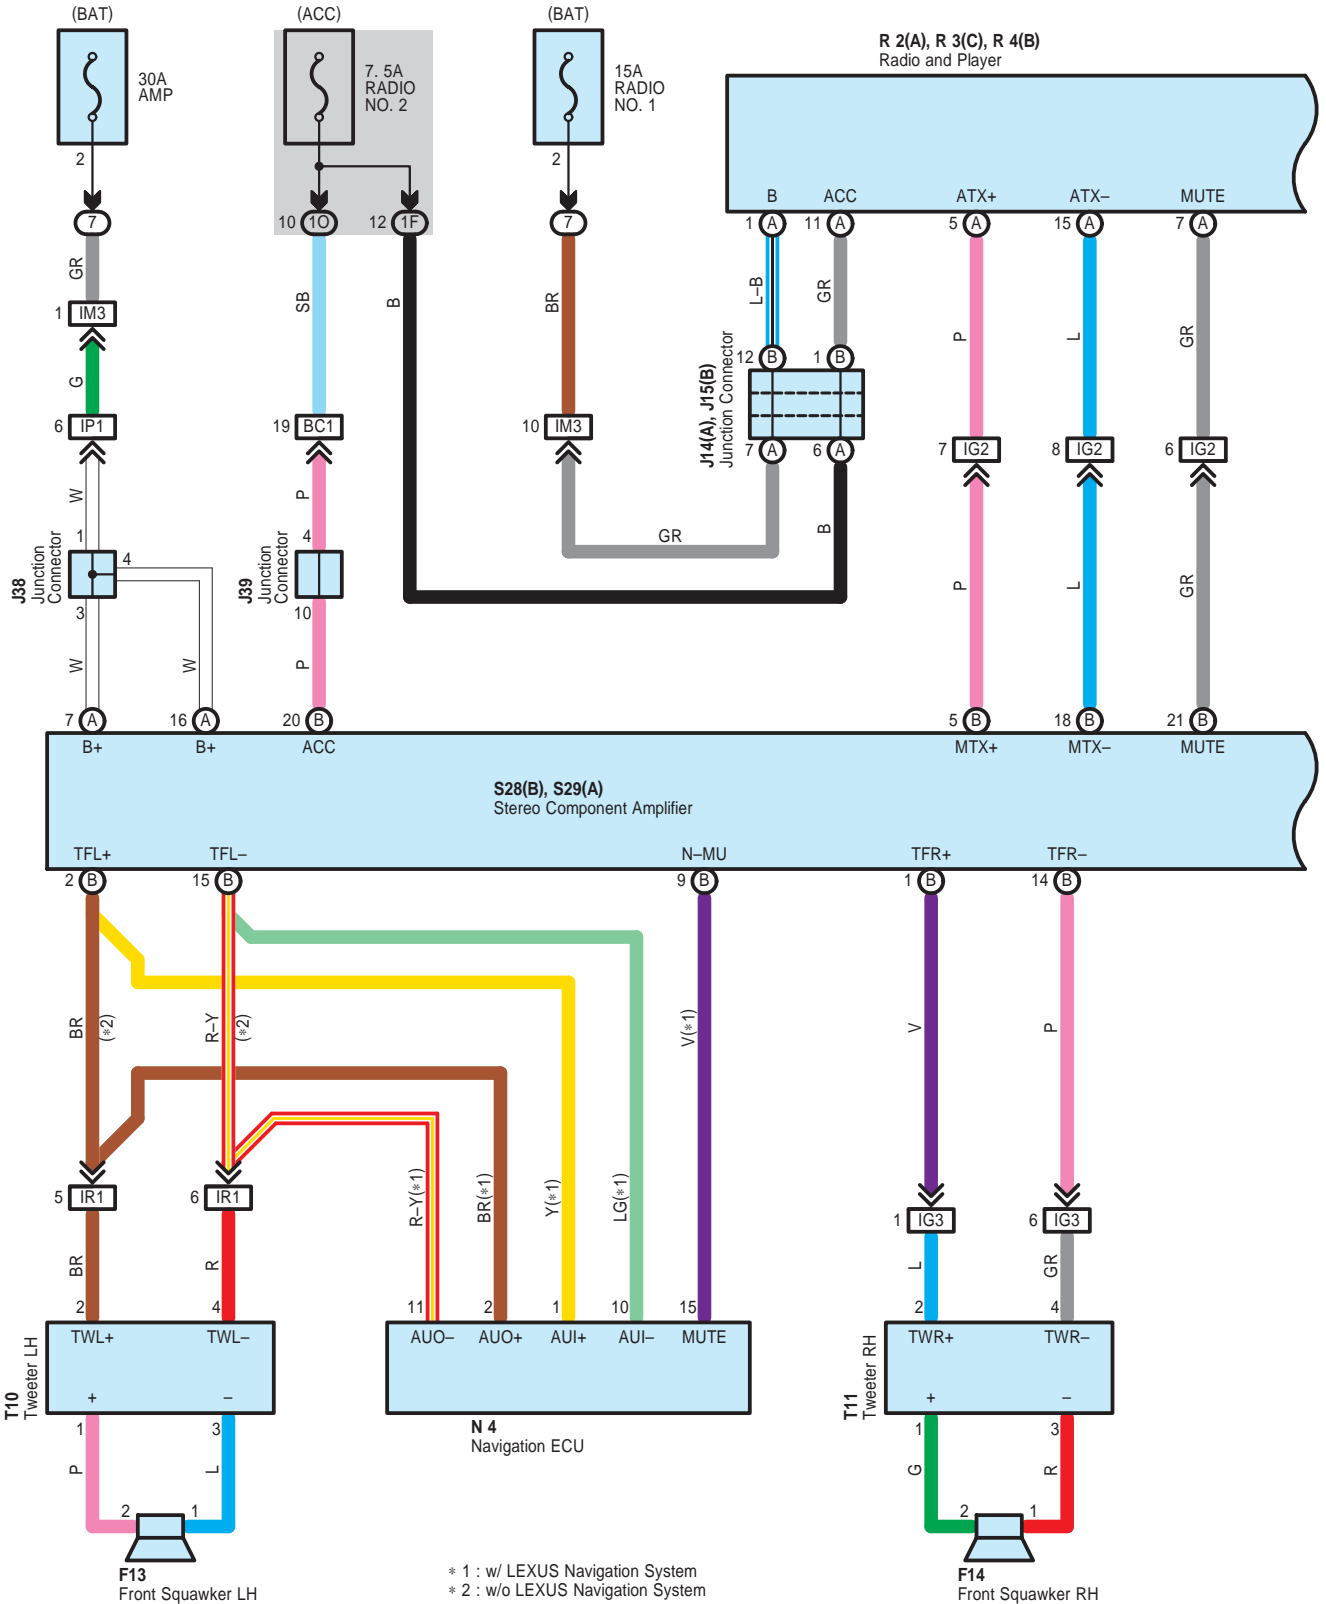 (BAT)
(ACC)
(BAT)
30A
AMP
7. 5A
RADIO
NO. 2
15A
RADIO
NO. 1
R 2(A), R 3(C), R 4(B)
Radio and Player
2
2
B
ACC
ATX+
ATX–
MUTE
7
10
1O
12
1F
7
1
A
11
A
5
A
15
A
7
A
GR
SB
B
BR
L–B
GR
P
L
GR
1
IM3
G
12
B
1
B
J14(A), J15(B)
Junction Connector
6
IP1
19
BC1
10
IM3
7
A
6
A
7
IG2
8
IG2
6
IG2
W
P
GR
B
1
4
4
J38
Junction
Connector
J39
Junction
Connector
3
10
P
L
GR
W
W
P
7
A
16
A
20
B
5
B
18
B
21
B
B+
B+
ACC
MTX+
MTX–
MUTE
S28(B), S29(A)
Stereo Component Amplifier
TFL+
TFL–
N–MU
TFR+
TFR–
2
B
15
B
9
B
1
B
14
B
BR
(∗2)
R–Y
(∗2)
V(∗1)
V
P
5
IR1
6
IR1
R–Y(∗1)
BR(∗1)
Y(∗1)
LG(∗1)
1
IG3
6
IG3
BR
R
L
GR
2
4
11
2
1
10
15
2
4
T10
Tweeter LH
TWL+
TWL–
AUO–
AUO+
AUI+
AUI–
MUTE
T11
Tweeter RH
TWR+
TWR–
+
–
+
–
1
3
N 4
Navigation ECU
1
3
P
L
G
R
2
1
2
1
F13
Front Squawker LH
∗ 1 : w/ LEXUS Navigation System
∗ 2 : w/o LEXUS Navigation System
F14
Front Squawker RH